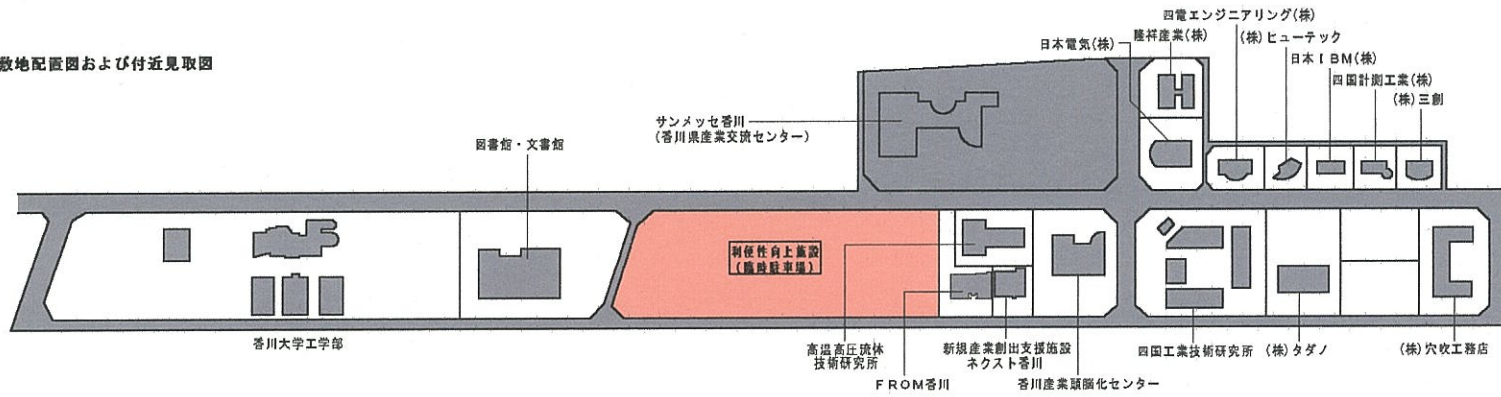 敷地配置図および付近見取図
四電エンジニアリング(株)
隆祥産業(株)
(株)ヒューテック
日本電気(株)
日本IBM(株)
四国計測工業(株)
(株)三創
サンメッセ香川
(香川県産業交流センター)
図書館・文書館
利便性向上施設
(臨時駐車場)
香川大学工学部
高温高圧流体
技術研究所
新規産業創出支援施設
ネクスト香川
四国工業技術研究所
(株)タダノ
(株)穴吹工務店
FROM香川
香川産業頭脳化センター